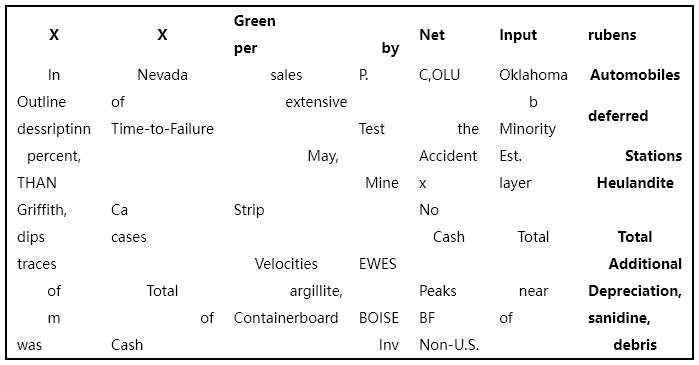 X X Green per by Net Input rubens
In Nevada sales P. C,OLU Oklahoma Automobiles
Outline of extensive b deferred
dessriptinn Time-to-Failure Test the Minority
percent, May, Accident Est. Stations
THAN Mine x layer Heulandite
Griffith, Ca Strip No
dips cases Cash Total Total
traces Velocities EWES Additional
of Total argillite, Peaks near Depreciation,
m of Containerboard BOISE BF of sanidine,
was Cash Inv Non-U.S. debris